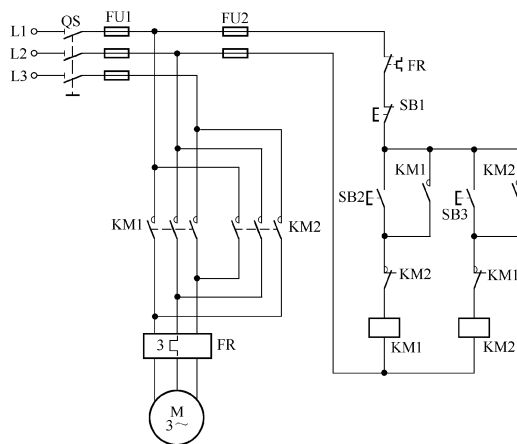 QS FU1 FU2
L1
L2
L3
FR
SB1
KM1 KM2
SB2 SB3
KM1 KM2
KM2 KM1
3 FR
KM1 KM2
M
3~